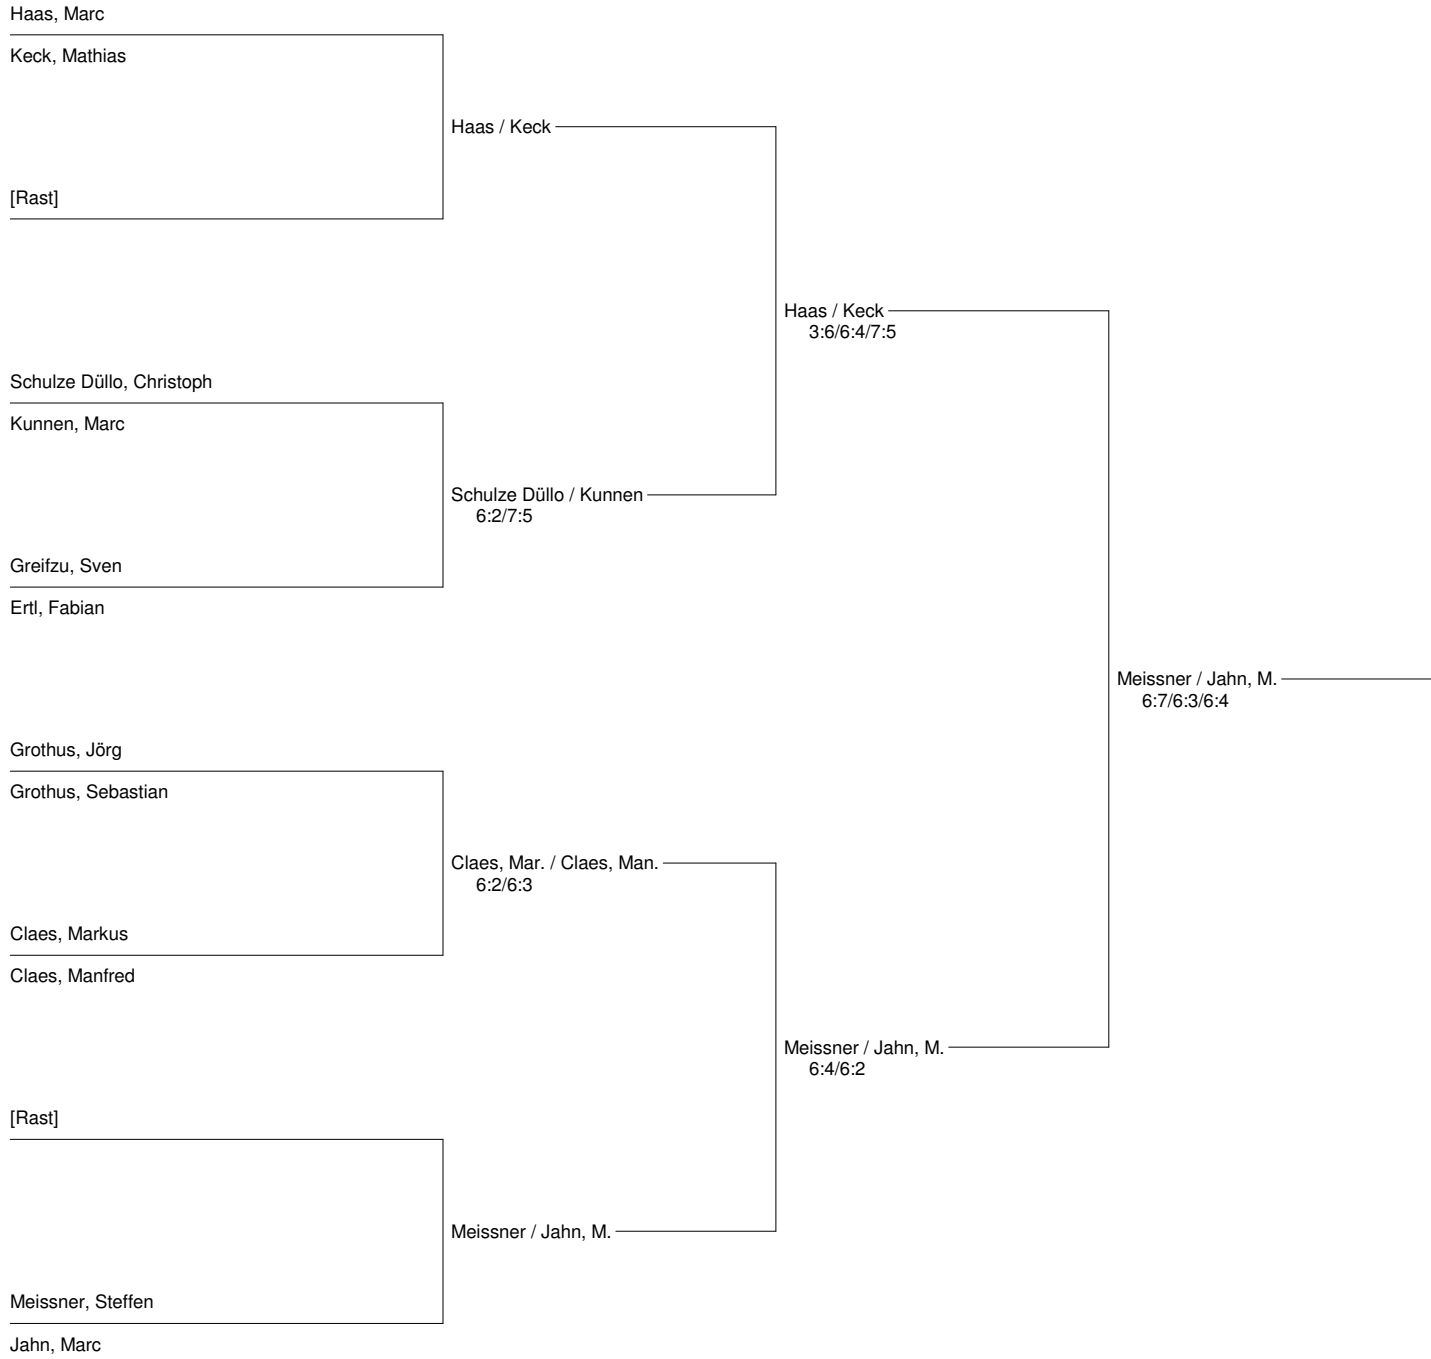 Haas, Marc
Keck, Mathias
Haas / Keck
[Rast]
Haas / Keck
3:6/6:4/7:5
Schulze Düllo, Christoph
Kunnen, Marc
Schulze Düllo / Kunnen
6:2/7:5
Greifzu, Sven
Ertl, Fabian
Meissner / Jahn, M.
6:7/6:3/6:4
Grothus, Jörg
Grothus, Sebastian
Claes, Mar. / Claes, Man.
6:2/6:3
Claes, Markus
Claes, Manfred
Meissner / Jahn, M.
6:4/6:2
[Rast]
Meissner / Jahn, M.
Meissner, Steffen
Jahn, Marc